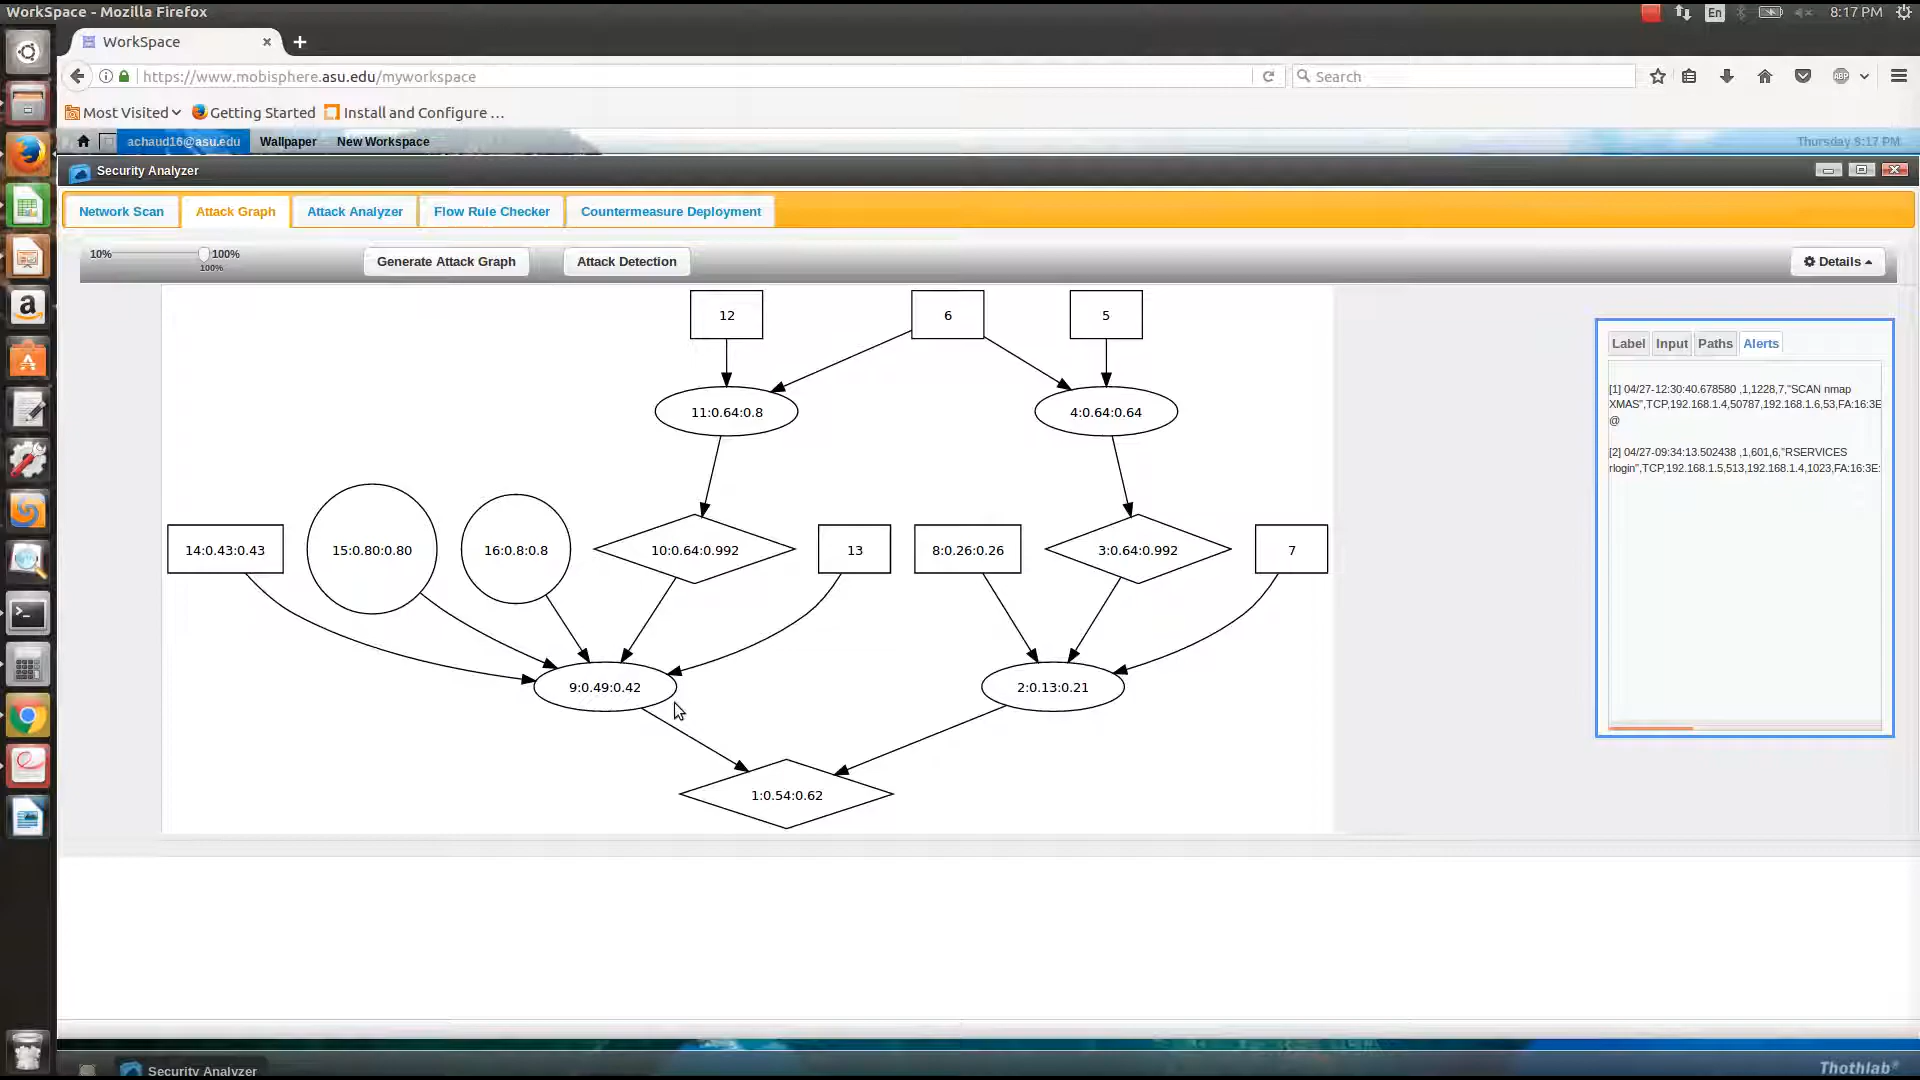 WorkSpace - Mozilla Firefox
En
8:17 PM
WorkSpace
https://www.mobisphere.asu.edu/myworkspace
Search
ABP
Most Visited
Getting Started
Install and Configure ...
achaud16@asu.edu
Wallpaper
New Workspace
Thursday 8:17 PM
Security Analyzer
Network Scan
Attack Graph
Attack Analyzer
Flow Rule Checker
Countermeasure Deployment
10%
100%
100%
Generate Attack Graph
Attack Detection
Details
12
6
5
11:0.64:0.8
4:0.64:0.64
14:0.43:0.43
15:0.80:0.80
16:0.8:0.8
10:0.64:0.992
13
8:0.26:0.26
3:0.64:0.992
7
9:0.49:0.42
2:0.13:0.21
1:0.54:0.62
Label
Input
Paths
Alerts
[1] 04/27-12:30:40.678580 ,1,1228,7,"SCAN nmap
XMAS",TCP,192.168.1.4,50787,192.168.1.6,53,FA:16:3E
@
[2] 04/27-09:34:13.502438 ,1,601,6,"RSERVICES
rlogin",TCP,192.168.1.5,513,192.168.1.4,1023,FA:16:3E:
Security Analyzer
Thothlab